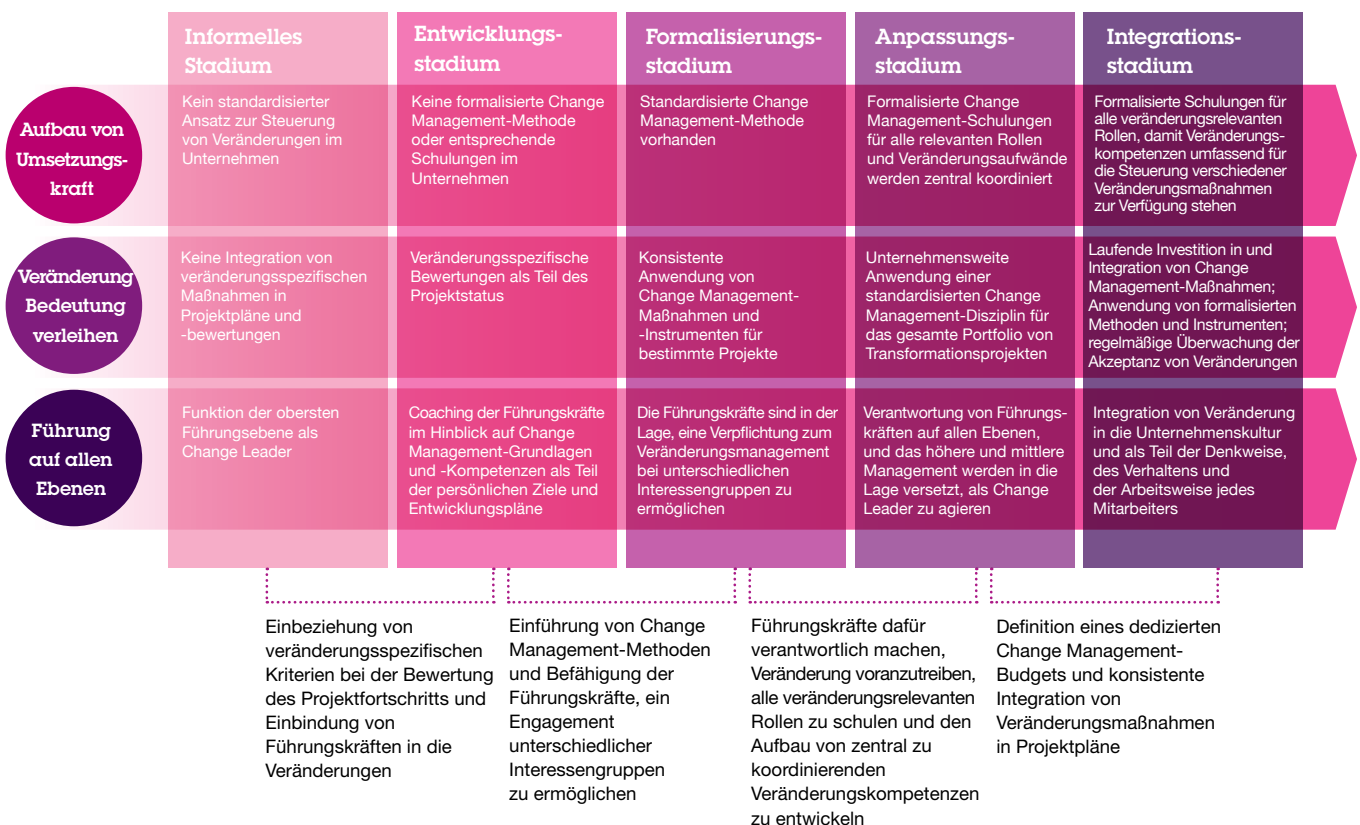 Informelles
Stadium
Entwicklungs-
stadium
Formalisierungs-
stadium
Anpassungs-
stadium
Integrations-
stadium
Aufbau von
Umsetzungs-
kraft
Kein standardisierter
Ansatz zur Steuerung
von Veränderungen im
Unternehmen
Keine formalisierte Change
Management-Methode
oder entsprechende
Schulungen im
Unternehmen
Standardisierte Change
Management-Methode
vorhanden
Formalisierte Change
Management-Schulungen
für alle relevanten Rollen
und Veränderungsaufwände
werden zentral koordiniert
Formalisierte Schulungen für
alle veränderungsrelevanten
Rollen, damit Veränderungs-
kompetenzen umfassend für
die Steuerung verschiedener
Veränderungsmaßnahmen
zur Verfügung stehen
Veränderung
Bedeutung
verleihen
Keine Integration von
veränderungsspezifischen
Maßnahmen in
Projektpläne und
-bewertungen
Veränderungsspezifische
Bewertungen als Teil des
Projektstatus
Konsistente
Anwendung von
Change Management-
Maßnahmen und
-Instrumenten für
bestimmte Projekte
Unternehmensweite
Anwendung einer
standardisierten Change
Management-Disziplin für
das gesamte Portfolio von
Transformationsprojekten
Laufende Investition in und
Integration von Change
Management-Maßnahmen;
Anwendung von formalisierten
Methoden und Instrumenten;
regelmäßige Überwachung der
Akzeptanz von Veränderungen
Führung
auf allen
Ebenen
Funktion der obersten
Führungsebene als
Change Leader
Coaching der Führungskräfte
im Hinblick auf Change
Management-Grundlagen
und -Kompetenzen als Teil
der persönlichen Ziele und
Entwicklungspläne
Die Führungskräfte sind in der
Lage, eine Verpflichtung zum
Veränderungsmanagement
bei unterschiedlichen
Interessengruppen zu
ermöglichen
Verantwortung von Führungs-
kräften auf allen Ebenen,
und das höhere und mittlere
Management werden in die
Lage versetzt, als Change
Leader zu agieren
Integration von Veränderung
in die Unternehmenskultur
und als Teil der Denkweise,
des Verhaltens und
der Arbeitsweise jedes
Mitarbeiters
Einbeziehung von
veränderungsspezifischen
Kriterien bei der Bewertung
des Projektfortschritts und
Einbindung von
Führungskräften in die
Veränderungen
Einführung von Change
Management-Methoden
und Befähigung der
Führungskräfte, ein
Engagement
unterschiedlicher
Interessengruppen
zu ermöglichen
Führungskräfte dafür
verantwortlich machen,
Veränderung voranzutreiben,
alle veränderungsrelevanten
Rollen zu schulen und den
Aufbau von zentral zu
koordinierenden
Veränderungskompetenzen
zu entwickeln
Definition eines dedizierten
Change Management-
Budgets und konsistente
Integration von
Veränderungsmaßnahmen
in Projektpläne